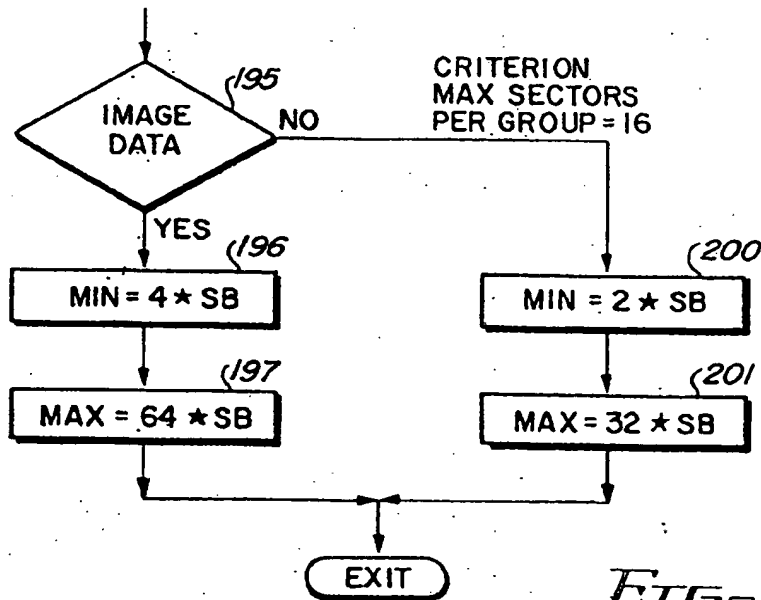 195
IMAGE
DATA
NO
CRITERION
MAX SECTORS
PER GROUP = 16
YES
196
MIN = 4 * SB
200
MIN = 2 * SB
197
MAX = 64 * SB
201
MAX = 32 * SB
EXIT